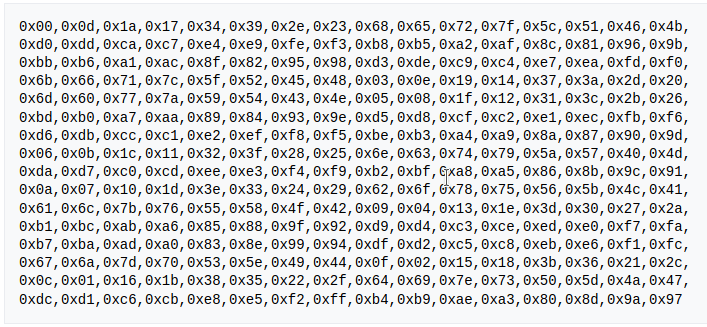 0x00,0x0d,0x1a,0x17,0x34,0x39,0x2e,0x23,0x68,0x65,0x72,0x7f,0x5c,0x51,0x46,0x4b,
0xd0,0xdd,0xca,0xc7,0xe4,0xe9,0xfe,0xf3,0xb8,0xb5,0xa2,0xaf,0x8c,0x81,0x96,0x9b,
0xbb,0xb6,0xa1,0xac,0x8f,0x82,0x95,0x98,0xd3,0xde,0xc9,0xc4,0xe7,0xea,0xfd,0xf0,
0x6b,0x66,0x71,0x7c,0x5f,0x52,0x45,0x48,0x03,0x0e,0x19,0x14,0x37,0x3a,0x2d,0x20,
0x6d,0x60,0x77,0x7a,0x59,0x54,0x43,0x4e,0x05,0x08,0x1f,0x12,0x31,0x3c,0x2b,0x26,
0xbd,0xb0,0xa7,0xaa,0x89,0x84,0x93,0x9e,0xd5,0xd8,0xcf,0xc2,0xe1,0xec,0xfb,0xf6,
0xd6,0xdb,0xcc,0xc1,0xe2,0xef,0xf8,0xf5,0xbe,0xb3,0xa4,0xa9,0x8a,0x87,0x90,0x9d,
0x06,0x0b,0x1c,0x11,0x32,0x3f,0x28,0x25,0x6e,0x63,0x74,0x79,0x5a,0x57,0x40,0x4d,
0xda,0xd7,0xc0,0xcd,0xee,0xe3,0xf4,0xf9,0xb2,0xbf,0xa8,0xa5,0x86,0x8b,0x9c,0x91,
0x0a,0x07,0x10,0x1d,0x3e,0x33,0x24,0x29,0x62,0x6f,0x78,0x75,0x56,0x5b,0x4c,0x41,
0x61,0x6c,0x7b,0x76,0x55,0x58,0x4f,0x42,0x09,0x04,0x13,0x1e,0x3d,0x30,0x27,0x2a,
0xb1,0xbc,0xab,0xa6,0x85,0x88,0x9f,0x92,0xd9,0xd4,0xc3,0xce,0xed,0xe0,0xf7,0xfa,
0xb7,0xba,0xad,0xa0,0x83,0x8e,0x99,0x94,0xdf,0xd2,0xc5,0xc8,0xeb,0xe6,0xf1,0xfc,
0x67,0x6a,0x7d,0x70,0x53,0x5e,0x49,0x44,0x0f,0x02,0x15,0x18,0x3b,0x36,0x21,0x2c,
0x0c,0x01,0x16,0x1b,0x38,0x35,0x22,0x2f,0x64,0x69,0x7e,0x73,0x50,0x5d,0x4a,0x47,
0xdc,0xd1,0xc6,0xcb,0xe8,0xe5,0xf2,0xff,0xb4,0xb9,0xae,0xa3,0x80,0x8d,0x9a,0x97